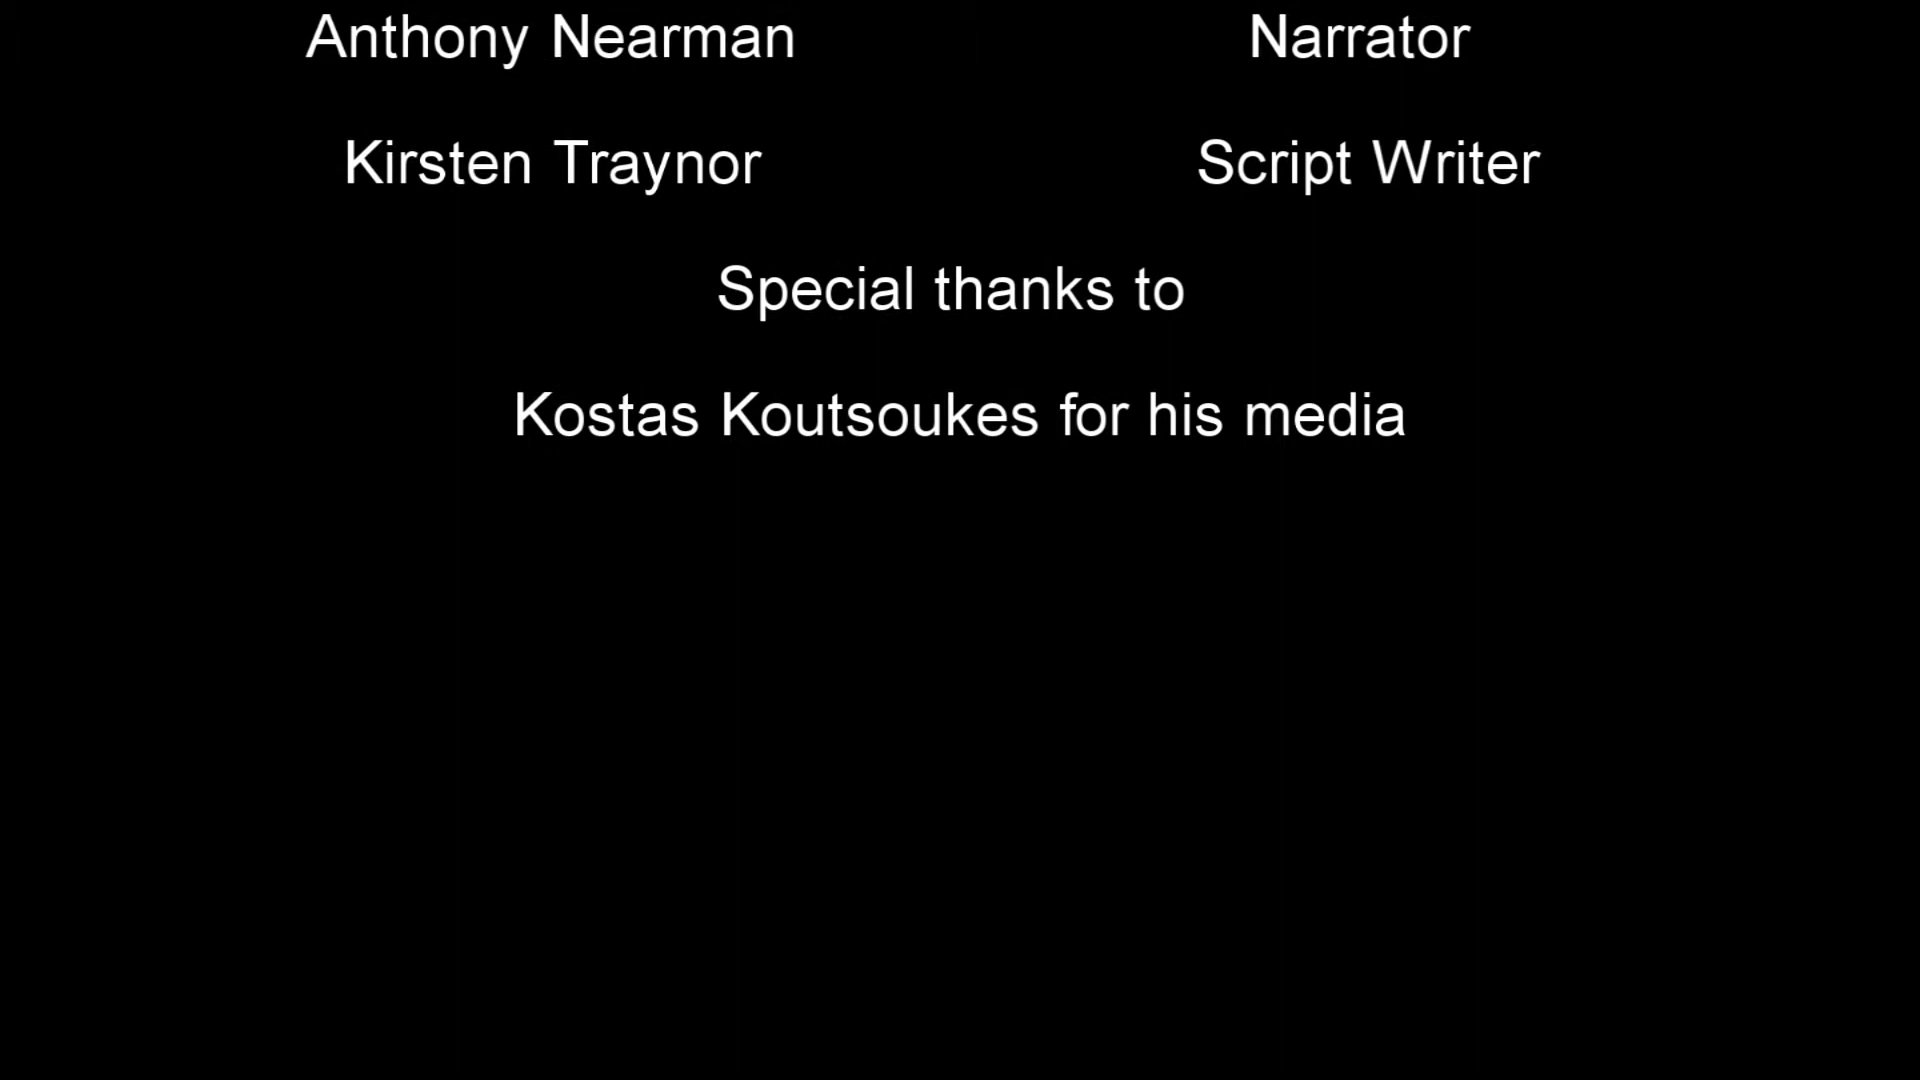 Anthony Nearman Narrator
Kirsten Traynor Script Writer
Special thanks to
Kostas Koutsoukes for his media